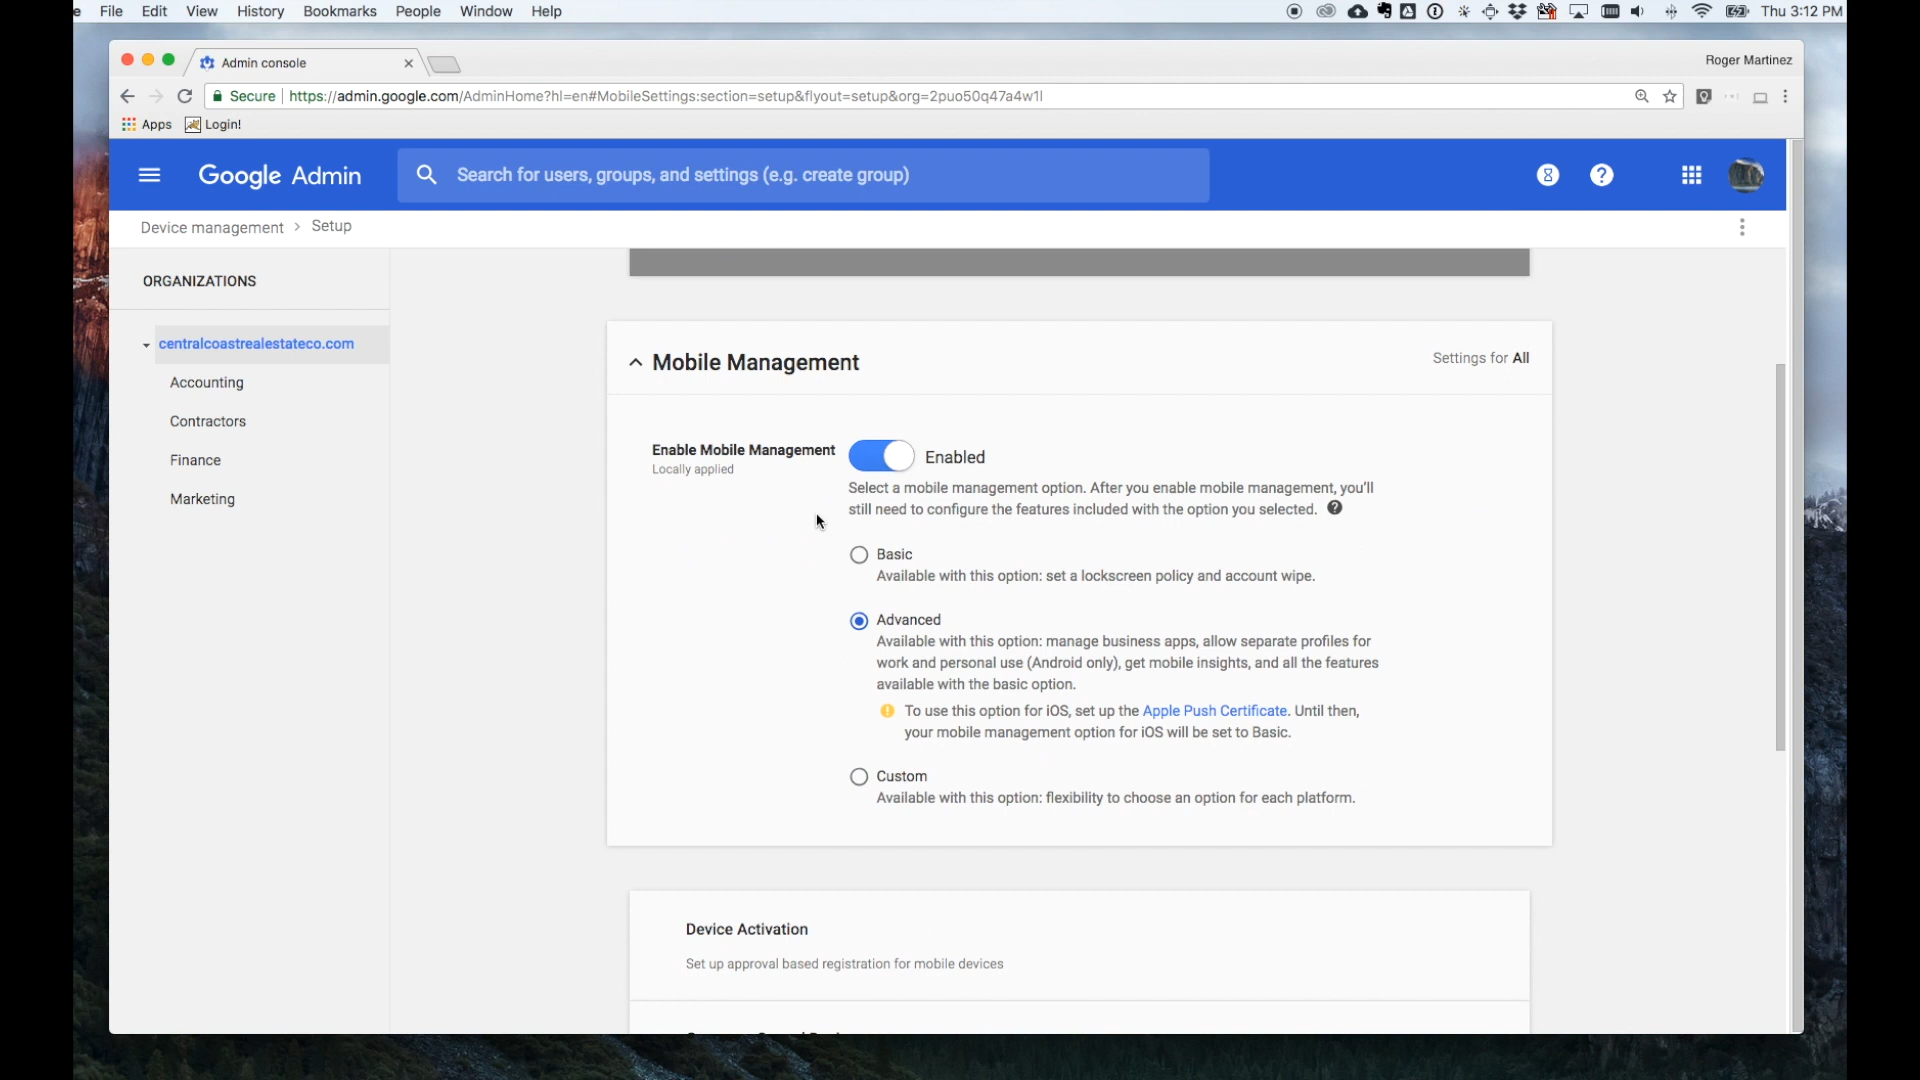 File Edit View History Bookmarks People Window Help
Thu 3:12 PM
Admin console
Roger Martinez
Secure https://admin.google.com/AdminHome?hl=en#MobileSettings:section=setup&flyout=setup&org=2puo50q47a4w1l
Apps Login!
Google Admin
Search for users, groups, and settings (e.g. create group)
Device management > Setup
ORGANIZATIONS
centralcoastrealestateco.com
Accounting
Contractors
Finance
Marketing
Mobile Management
Settings for All
Enable Mobile Management
Locally applied
Enabled
Select a mobile management option. After you enable mobile management, you'll
still need to configure the features included with the option you selected.
Basic
Available with this option: set a lockscreen policy and account wipe.
Advanced
Available with this option: manage business apps, allow separate profiles for
work and personal use (Android only), get mobile insights, and all the features
available with the basic option.
To use this option for iOS, set up the Apple Push Certificate. Until then,
your mobile management option for iOS will be set to Basic.
Custom
Available with this option: flexibility to choose an option for each platform.
Device Activation
Set up approval based registration for mobile devices